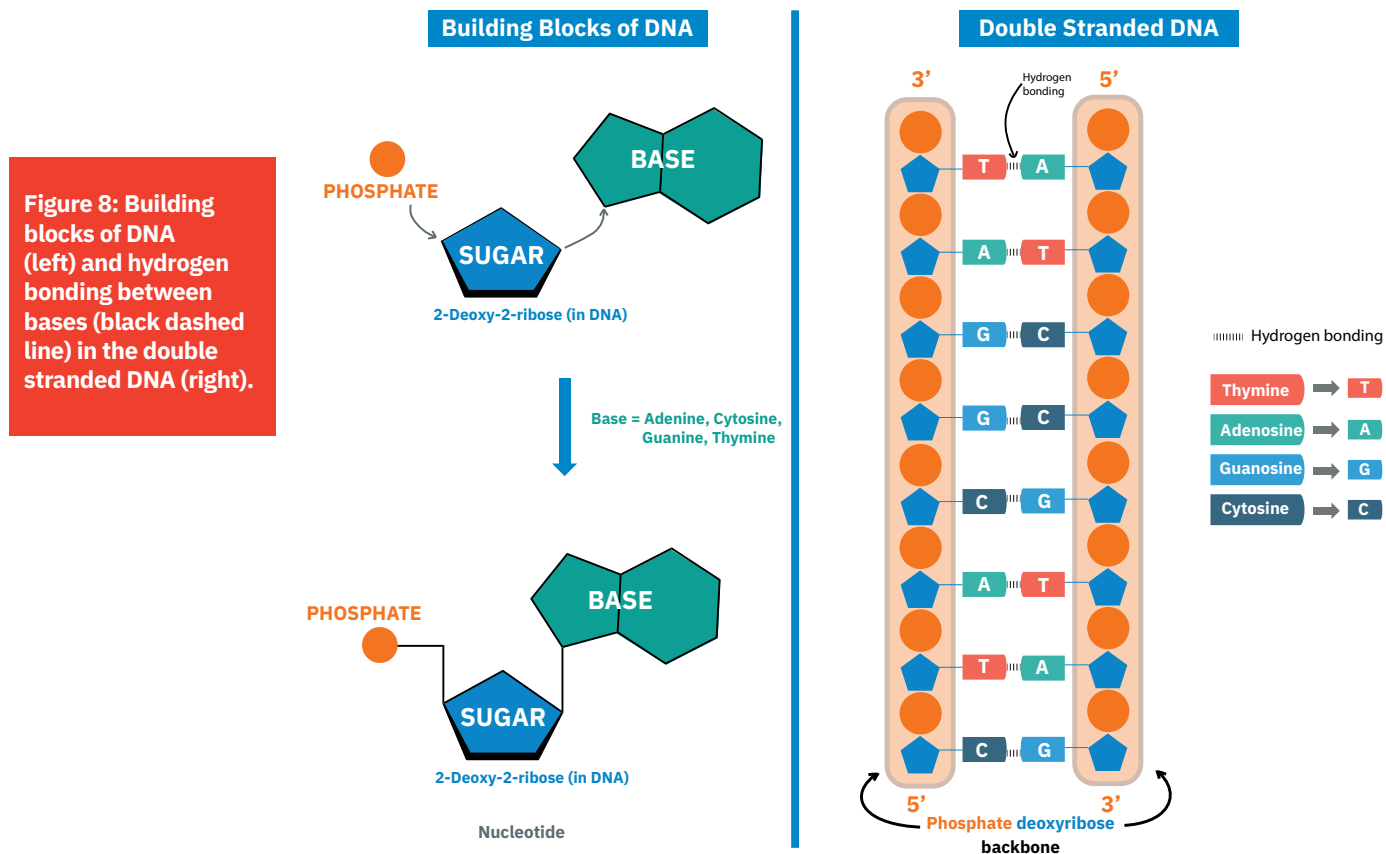 Building Blocks of DNA
Figure 8: Building
blocks of DNA
(left) and hydrogen
bonding between
bases (black dashed
line) in the double
stranded DNA (right).
PHOSPHATE
BASE
SUGAR
2-Deoxy-2-ribose (in DNA)
Base = Adenine, Cytosine,
Guanine, Thymine
PHOSPHATE
BASE
SUGAR
2-Deoxy-2-ribose (in DNA)
Nucleotide
Double Stranded DNA
3’ 5’
Hydrogen
bonding
T A
A T
G C
G C
C G
A T
T A
C G
5’ 3’
Phosphate deoxyribose
backbone
Hydrogen bonding
Thymine T
Adenosine A
Guanosine G
Cytosine C